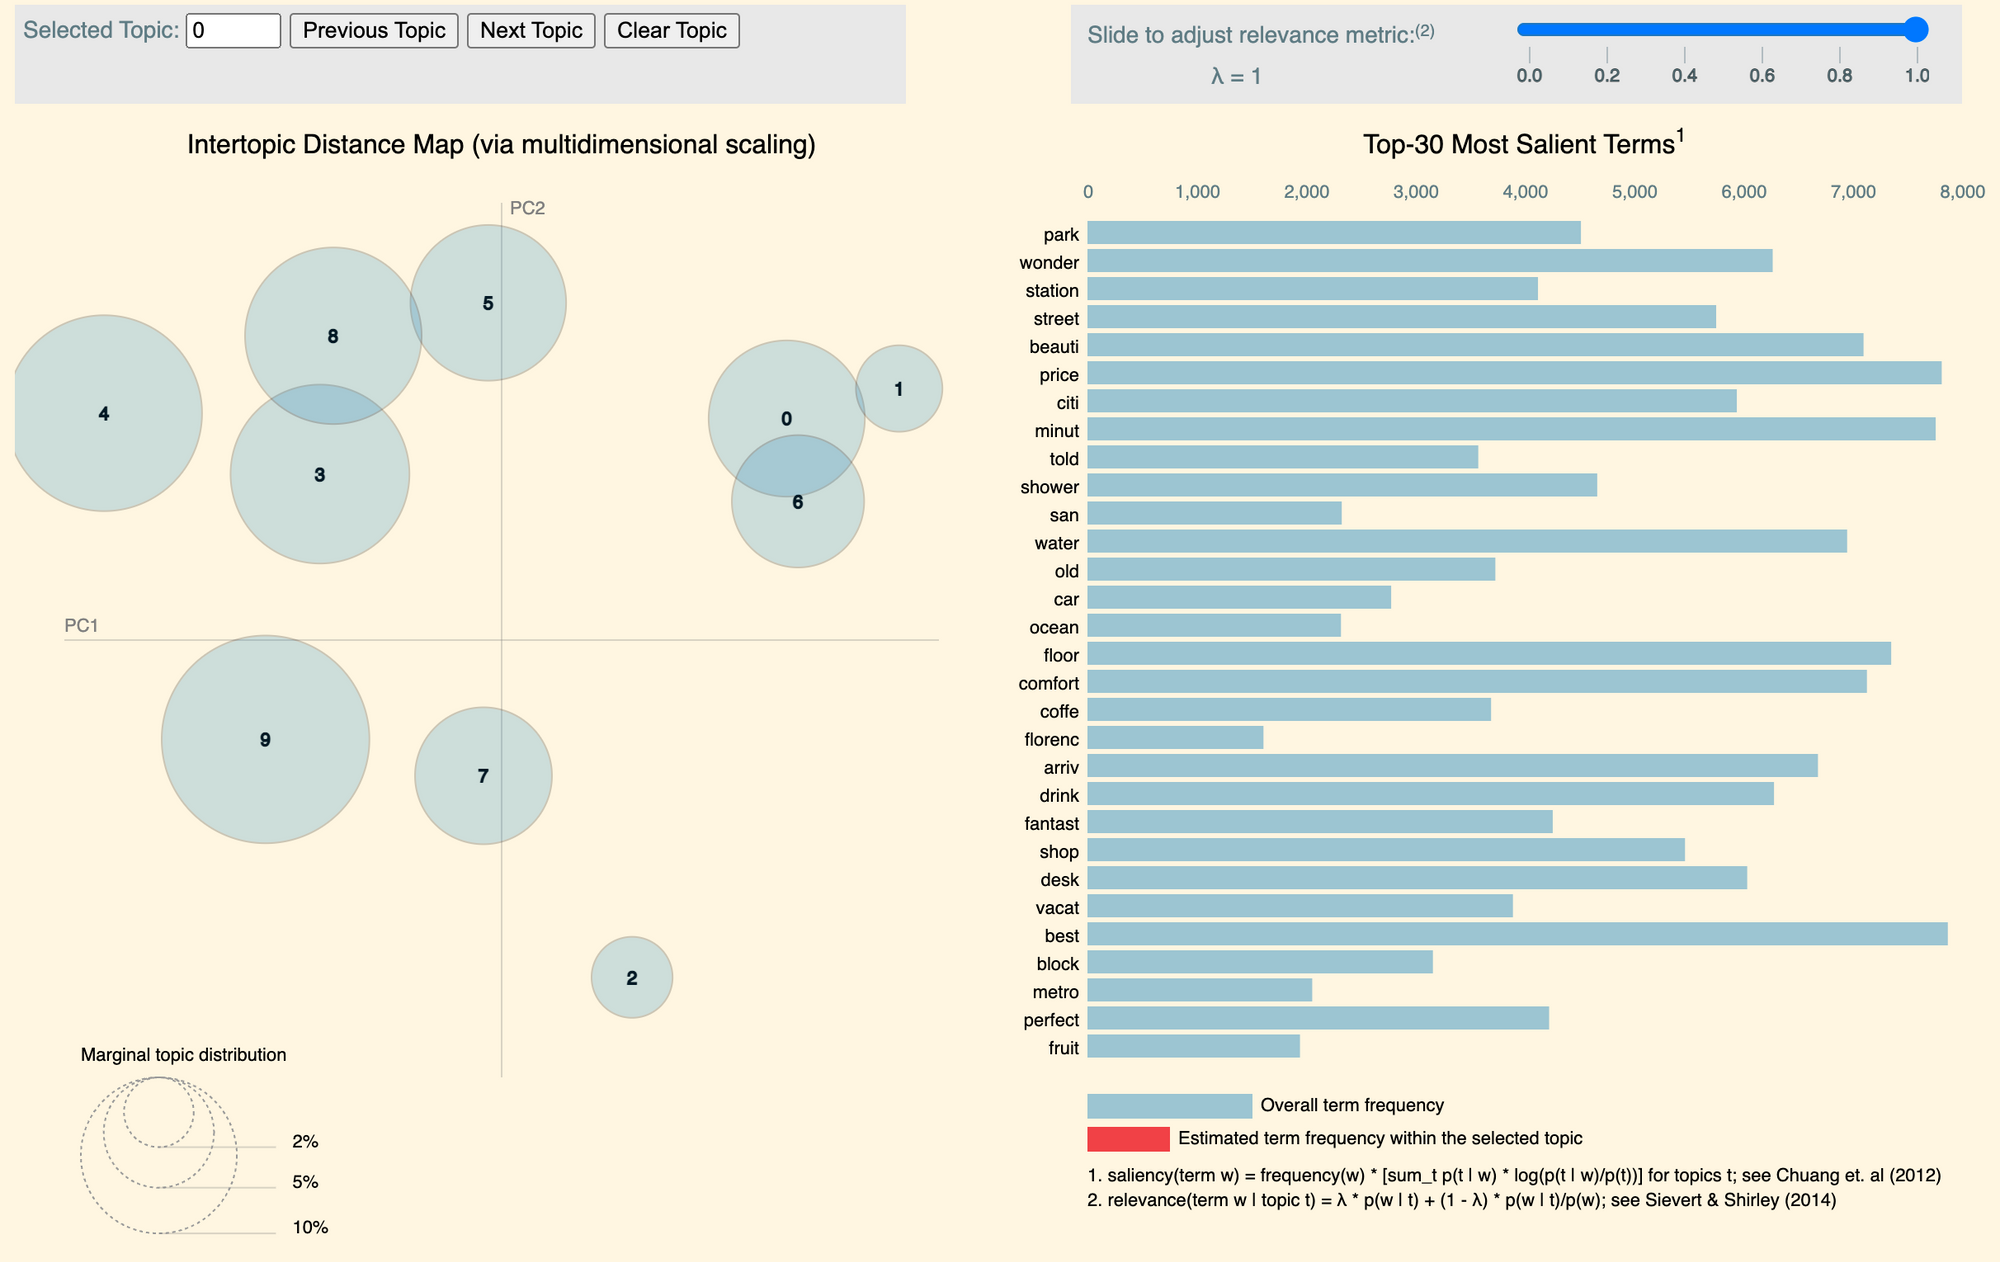 Selected Topic: 0 Previous Topic Next Topic Clear Topic
Slide to adjust relevance metric:(2)
λ = 1
0.0 0.2 0.4 0.6 0.8 1.0
Intertopic Distance Map (via multidimensional scaling)
PC2
5
8
4
1
0
3
6
PC1
9
7
2
Marginal topic distribution
2%
5%
10%
Top-30 Most Salient Terms1
0 1,000 2,000 3,000 4,000 5,000 6,000 7,000 8,000
park
wonder
station
street
beauti
price
citi
minut
told
shower
san
water
old
car
ocean
floor
comfort
coffe
florenc
arriv
drink
fantast
shop
desk
vacat
best
block
metro
perfect
fruit
Overall term frequency
Estimated term frequency within the selected topic
1. saliency(term w) = frequency(w) * [sum_t p(t | w) * log(p(t | w)/p(t))] for topics t; see Chuang et. al (2012)
2. relevance(term w | topic t) = λ * p(w | t) + (1 - λ) * p(w | t)/p(w); see Sievert & Shirley (2014)